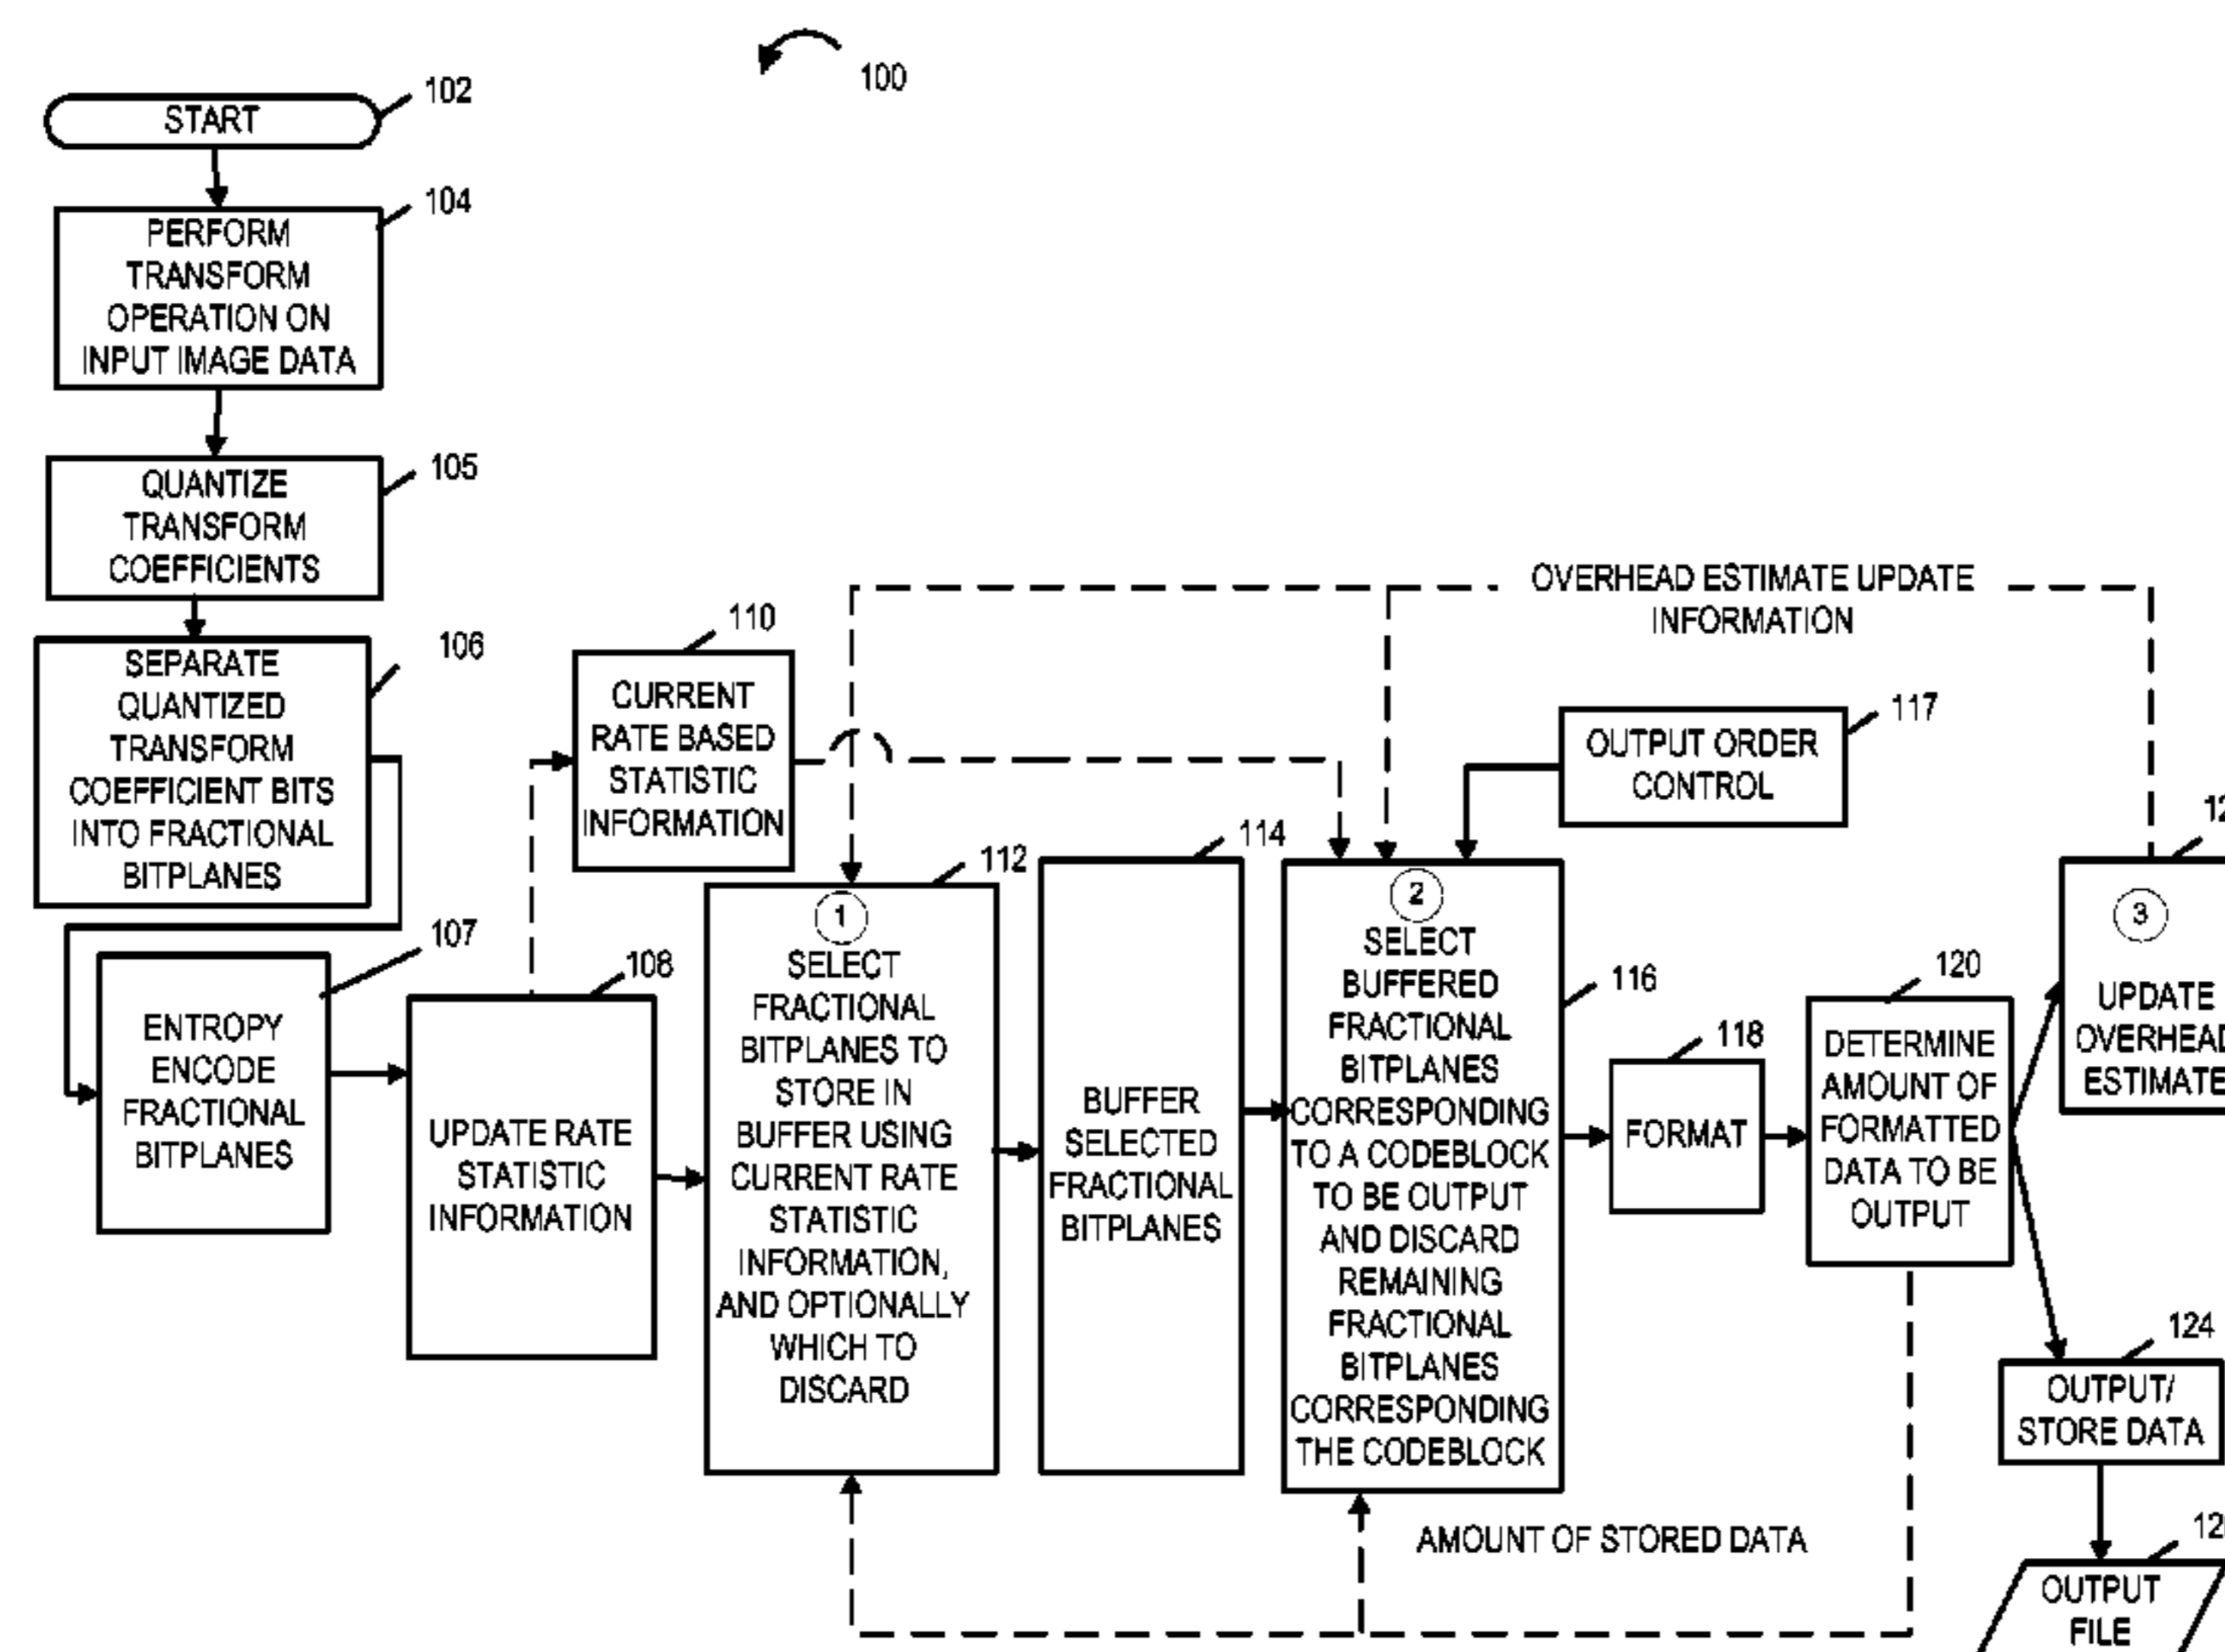 100
START
102
PERFORM
TRANSFORM
OPERATION ON
INPUT IMAGE DATA
104
QUANTIZE
TRANSFORM
COEFFICIENTS
105
SEPARATE
QUANTIZED
TRANSFORM
COEFFICIENT BITS
INTO FRACTIONAL
BITPLANES
106
ENTROPY
ENCODE
FRACTIONAL
BITPLANES
107
UPDATE RATE
STATISTIC
INFORMATION
108
CURRENT
RATE BASED
STATISTIC
INFORMATION
110
1
SELECT
FRACTIONAL
BITPLANES TO
STORE IN
BUFFER USING
CURRENT RATE
STATISTIC
INFORMATION,
AND OPTIONALLY
WHICH TO
DISCARD
112
BUFFER
SELECTED
FRACTIONAL
BITPLANES
114
OVERHEAD ESTIMATE UPDATE
INFORMATION
OUTPUT ORDER
CONTROL
117
2
SELECT
BUFFERED
FRACTIONAL
BITPLANES
CORRESPONDING
TO A CODEBLOCK
TO BE OUTPUT
AND DISCARD
REMAINING
FRACTIONAL
BITPLANES
CORRESPONDING
THE CODEBLOCK
116
FORMAT
118
DETERMINE
AMOUNT OF
FORMATTED
DATA TO BE
OUTPUT
120
3
UPDATE
OVERHEAD
ESTIMATE
OUTPUT/
STORE DATA
124
AMOUNT OF STORED DATA
OUTPUT
FILE